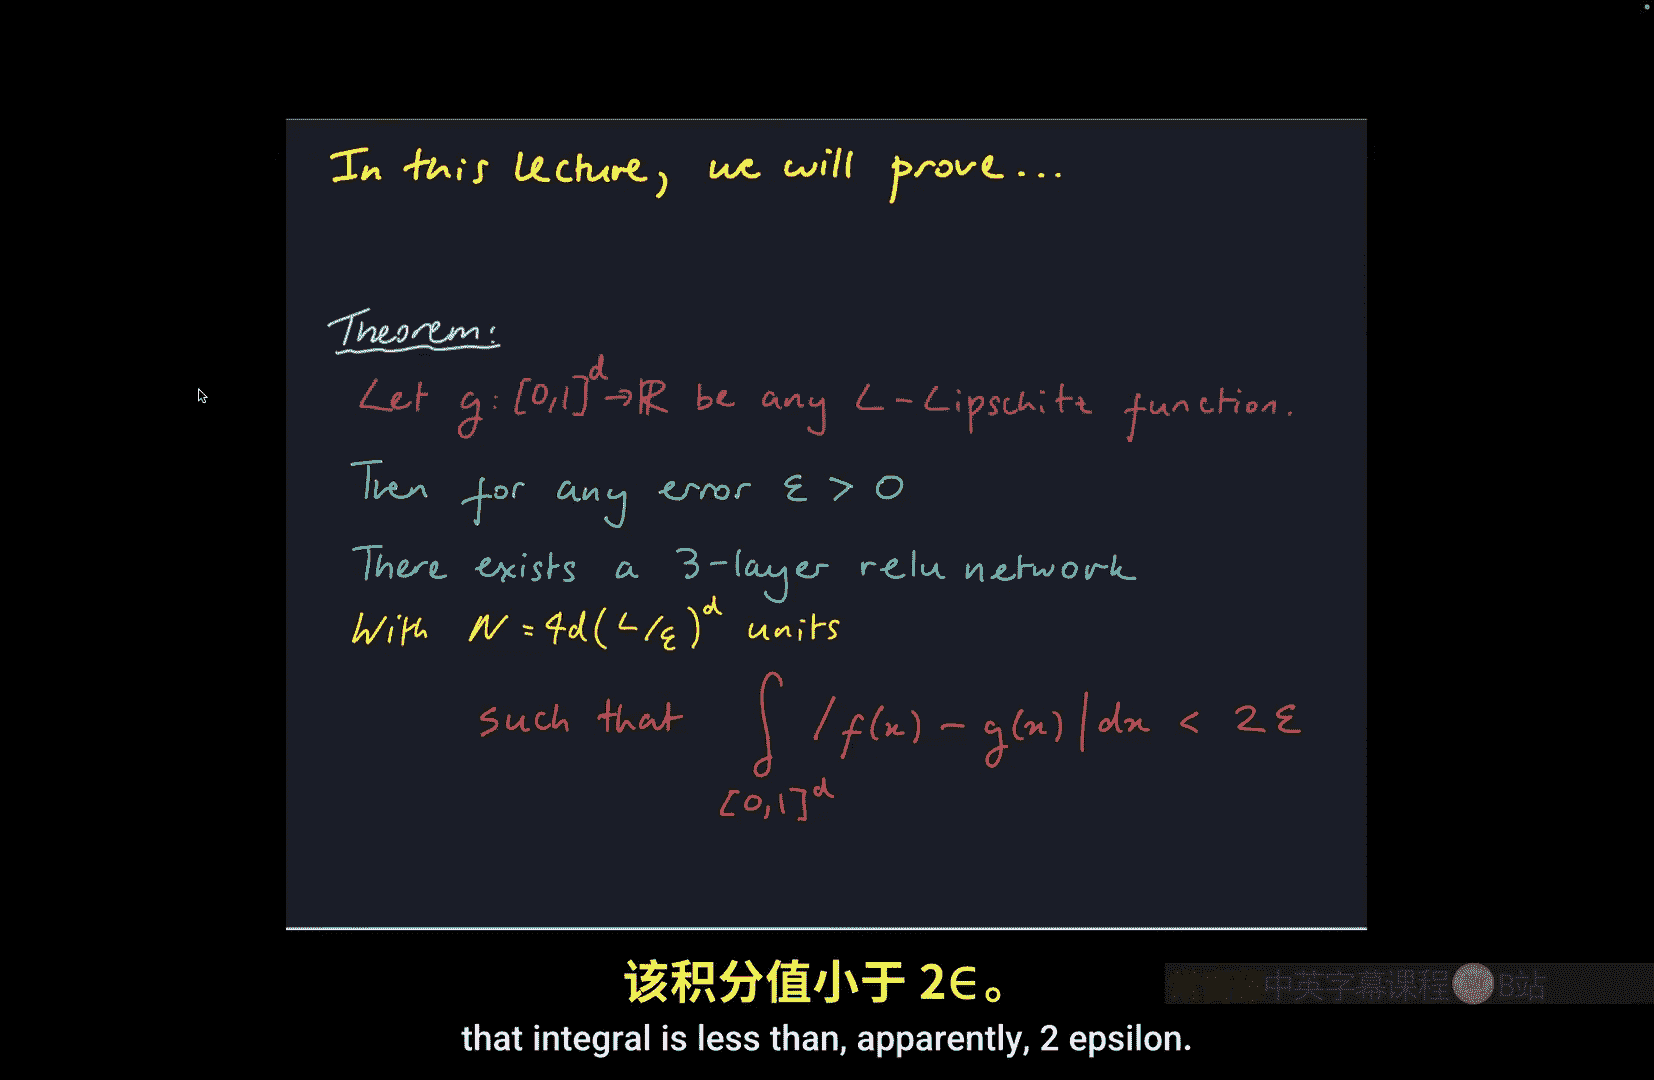 In this lecture, we will prove...
Theorem:
Let g: [0,1]^d → ℝ be any L-Lipschitz function.
Then for any error ε > 0
There exists a 3-layer relu network
With N = 4d(L/ε)^d units
such that ∫_{[0,1]^d} |f(x) - g(x)| dx < 2ε
该积分值小于 2ϵ。
中英字幕课程 B站
that integral is less than, apparently, 2 epsilon.